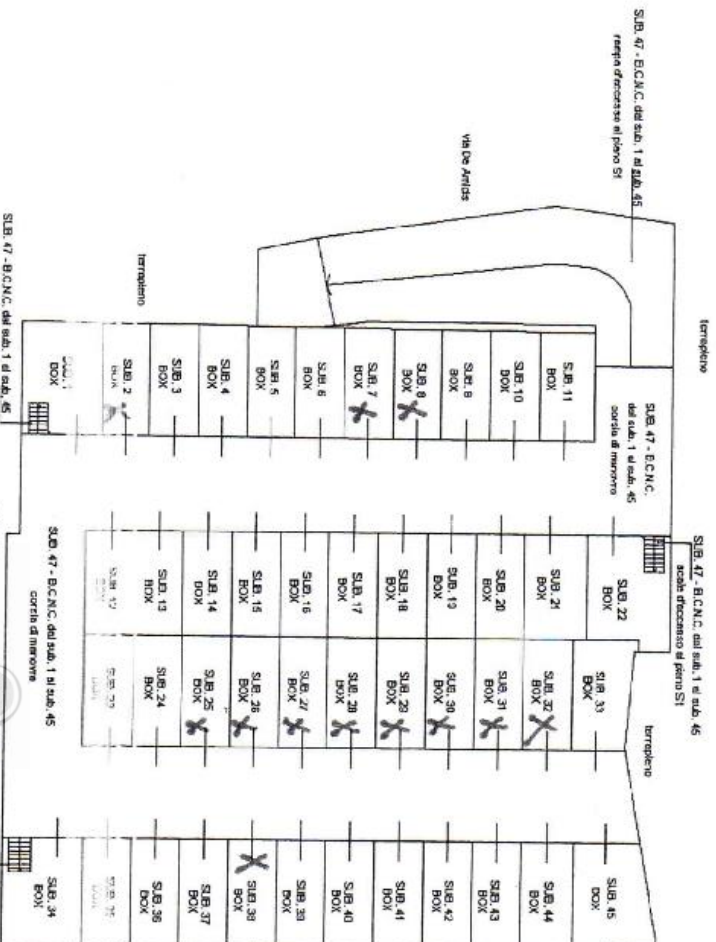 SUB. 47 - B.C.N.C. dal sub. 1 al sub. 45
rampa d'accesso al piano S1
via De Amicis
terrapieno
terrapieno
SUB. 47 - B.C.N.C.
dal sub. 1 al sub. 45
corsia di manovra
SUB. 47 - B.C.N.C. dal sub. 1 al sub. 45
scala d'accesso al piano S1
terrapieno
SUB. 11
BOX
SUB. 10
BOX
SUB. 9
BOX
SUB. 8
BOX
SUB. 7
BOX
SUB. 6
BOX
SUB. 5
BOX
SUB. 4
BOX
SUB. 3
BOX
SUB. 2
BOX
SUB. 1
BOX
SUB. 22
BOX
SUB. 21
BOX
SUB. 20
BOX
SUB. 19
BOX
SUB. 18
BOX
SUB. 17
BOX
SUB. 16
BOX
SUB. 15
BOX
SUB. 14
BOX
SUB. 13
BOX
SUB. 12
BOX
SUB. 33
BOX
SUB. 32
BOX
SUB. 31
BOX
SUB. 30
BOX
SUB. 29
BOX
SUB. 28
BOX
SUB. 27
BOX
SUB. 26
BOX
SUB. 25
BOX
SUB. 24
BOX
SUB. 23
BOX
SUB. 45
BOX
SUB. 44
BOX
SUB. 43
BOX
SUB. 42
BOX
SUB. 41
BOX
SUB. 40
BOX
SUB. 39
BOX
SUB. 38
BOX
SUB. 37
BOX
SUB. 36
BOX
SUB. 35
BOX
SUB. 34
BOX
SUB. 47 - B.C.N.C. dal sub. 1 al sub. 45
corsia di manovra
SUB. 47 - B.C.N.C. dal sub. 1 al sub. 45